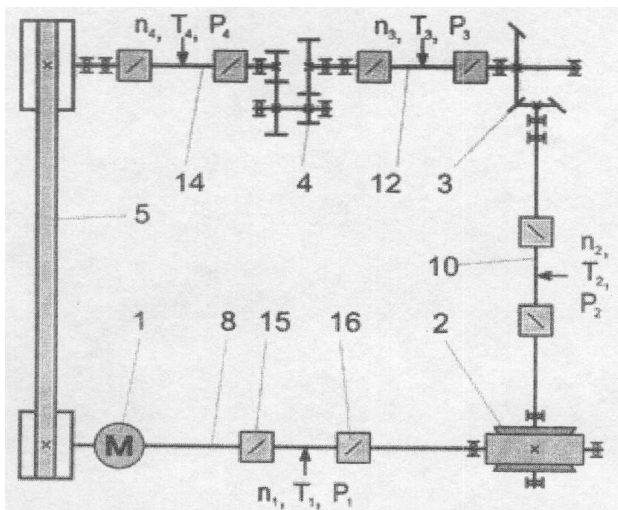 n₄, T₄, P₄
n₃, T₃, P₃
14
4
12
3
5
n₂,
T₂,
P₂
10
1
8
15
16
2
M
n₁, T₁, P₁